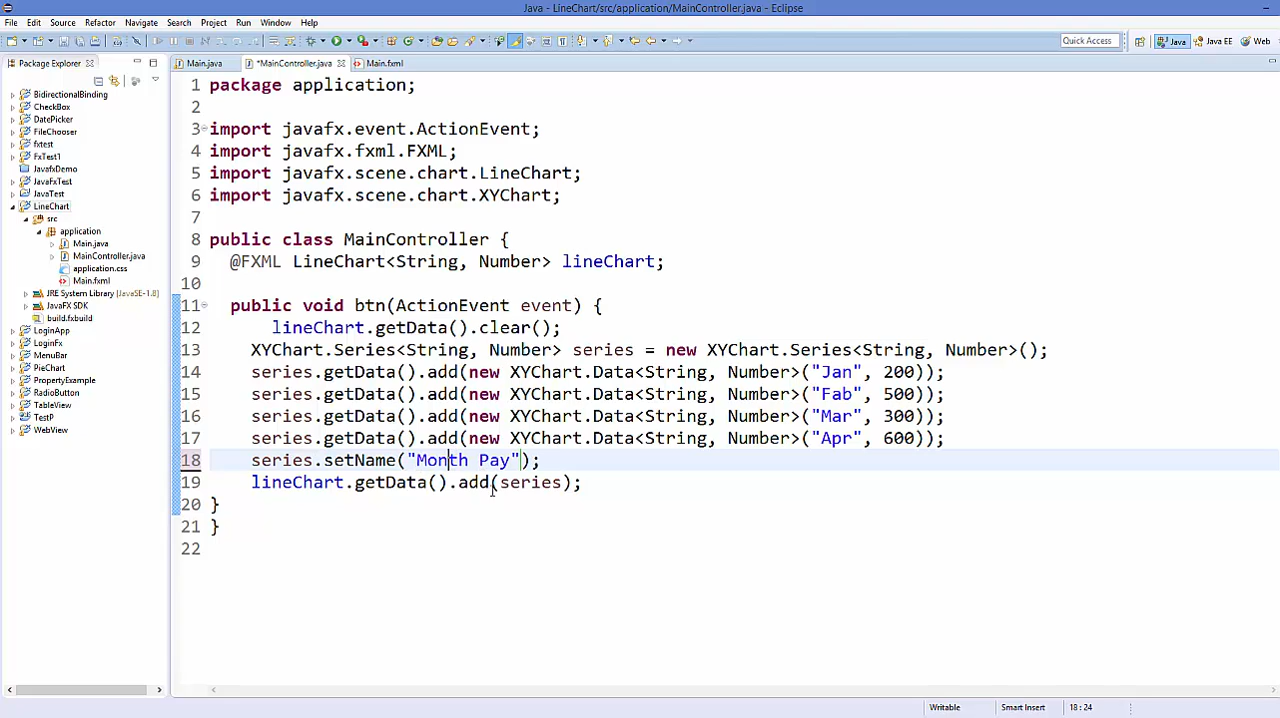 Java - LineChart/src/application/MainController.java - Eclipse
File Edit Source Refactor Navigate Search Project Run Window Help
Quick Access Java Java EE Web
Package Explorer
Main.java *MainController.java Main.fxml
BidirectionalBinding
CheckBox
DatePicker
FileChooser
fxtest
FxTest1
JavafxDemo
JavaFxTest
JavaTest
LineChart
src
application
Main.java
MainController.java
application.css
Main.fxml
JRE System Library [JavaSE-1.8]
JavaFX SDK
build.fxbuild
LoginApp
LoginFx
MenuBar
PieChart
PropertyExample
RadioButton
TableView
TestP
WebView
1 package application;
2
3 import javafx.event.ActionEvent;
4 import javafx.fxml.FXML;
5 import javafx.scene.chart.LineChart;
6 import javafx.scene.chart.XYChart;
7
8 public class MainController {
9 @FXML LineChart<String, Number> lineChart;
10
11 public void btn(ActionEvent event) {
12 lineChart.getData().clear();
13 XYChart.Series<String, Number> series = new XYChart.Series<String, Number>();
14 series.getData().add(new XYChart.Data<String, Number>("Jan", 200));
15 series.getData().add(new XYChart.Data<String, Number>("Fab", 500));
16 series.getData().add(new XYChart.Data<String, Number>("Mar", 300));
17 series.getData().add(new XYChart.Data<String, Number>("Apr", 600));
18 series.setName("Month Pay");
19 lineChart.getData().add(series);
20 }
21 }
22
Writable Smart Insert 18 : 24